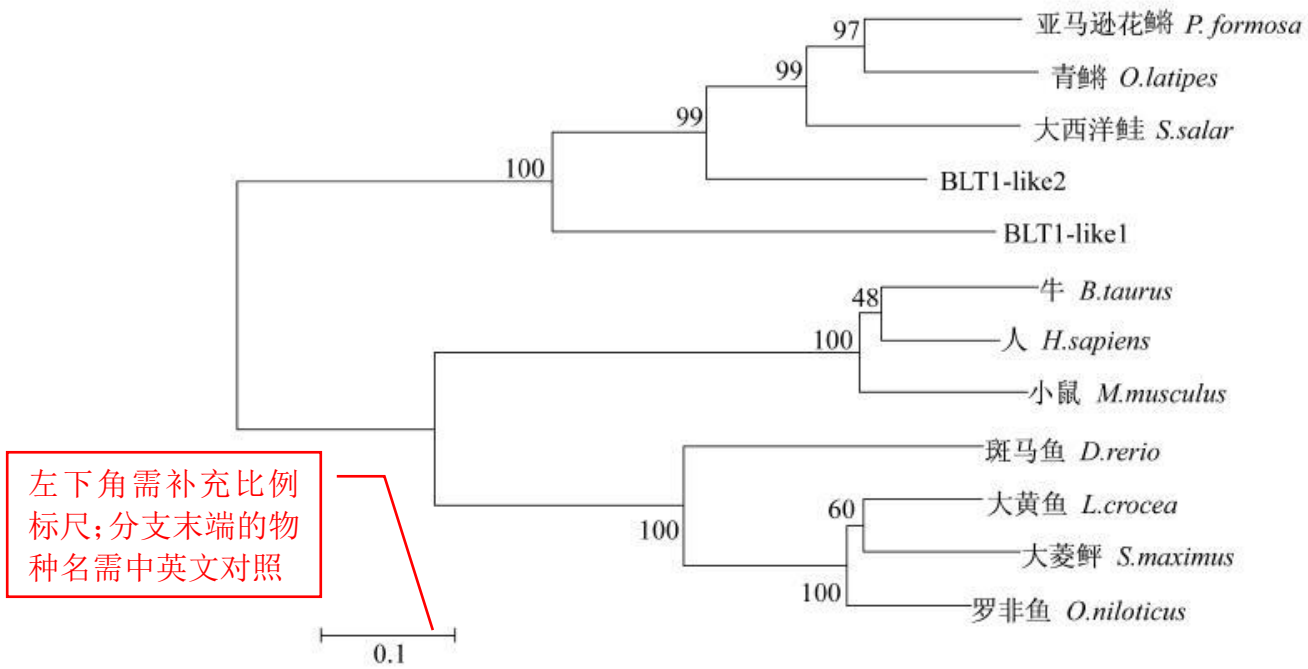 97
亚马逊花鳉 P. formosa
99
青鳉 O.latipes
99
大西洋鲑 S.salar
100
BLT1-like2
BLT1-like1
48
牛 B.taurus
100
人 H.sapiens
小鼠 M.musculus
斑马鱼 D.rerio
左下角需补充比例
标尺;分支末端的物
种名需中英文对照
60
大黄鱼 L.crocea
100
大菱鲆 S.maximus
100
罗非鱼 O.niloticus
0.1